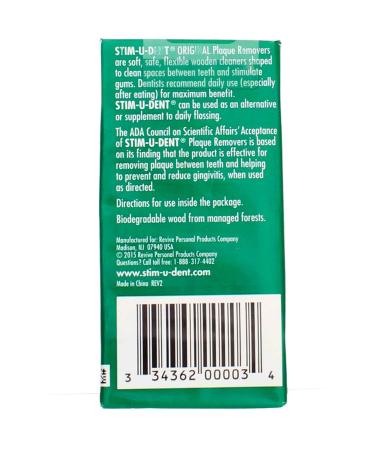 STIM-U-DENT® ORIGINAL Plaque Removers
are soft, safe, flexible wooden cleaners shaped
to clean spaces between teeth and stimulate
gums. Dentists recommend daily use (especially
after eating) for maximum benefit.
STIM-U-DENT® can be used as an alternative
or supplement to daily flossing.
The ADA Council on Scientific Affairs' Acceptance
of STIM-U-DENT® Plaque Removers is based
on its finding that the product is effective for
removing plaque between teeth and helping
to prevent and reduce gingivitis, when used
as directed.
Directions for use inside the package.
Biodegradable wood from managed forests.
Manufactured for: Revive Personal Products Company
Madison, NJ 07940 USA
© 2015 Revive Personal Products Company
Questions? Call toll free: 1-888-317-4402
www.stim-u-dent.com
Made in China REV2
3 34362 00003 4